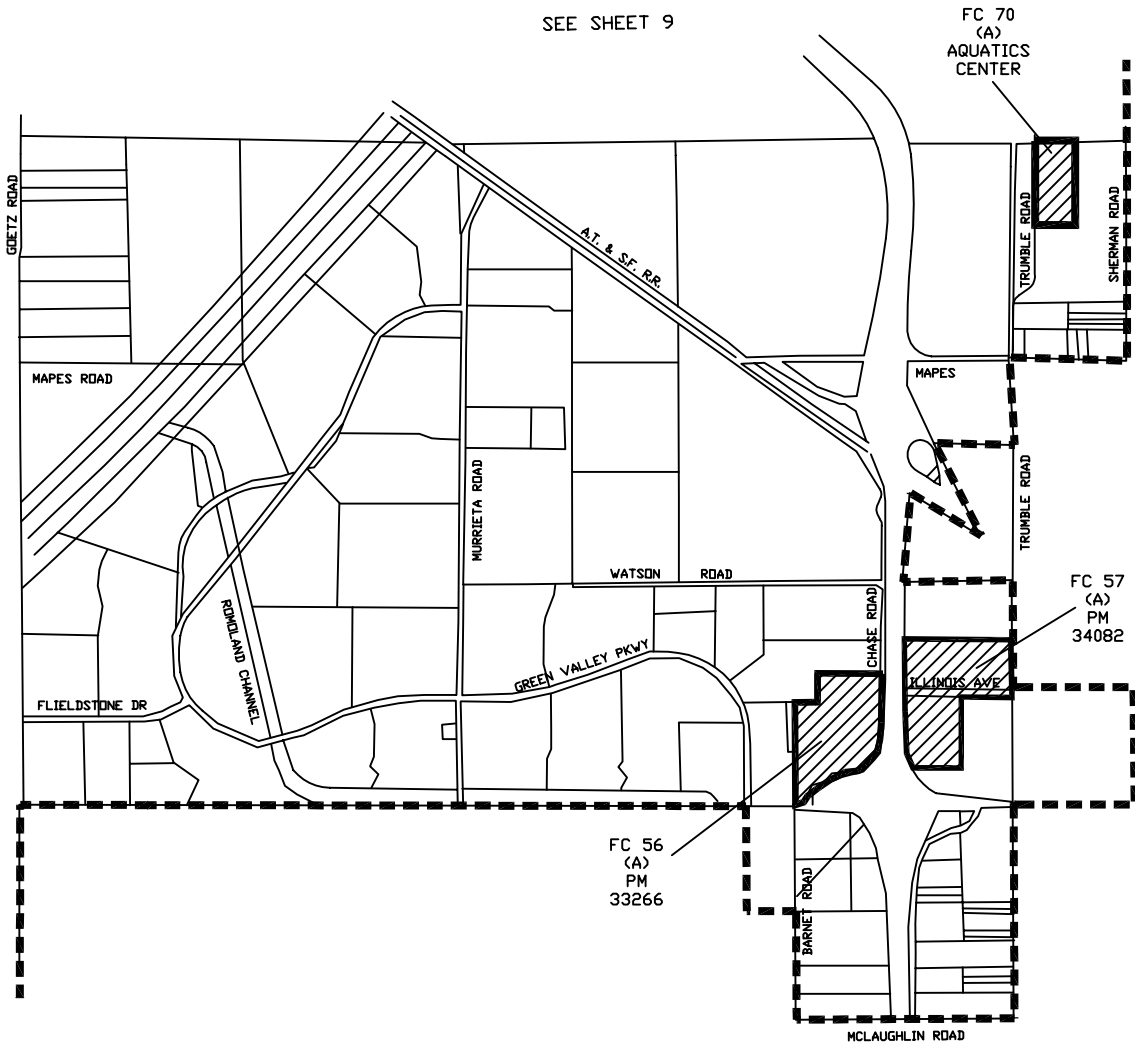 SEE SHEET 9
FC 70
(A)
AQUATICS
CENTER
GOETZ ROAD
TRUMBLE ROAD
SHERMAN ROAD
A.T. & S.F. R.R.
MAPES ROAD
MAPES
MURRIETA ROAD
TRUMBLE ROAD
WATSON ROAD
FC 57
(A)
PM
34082
ROMOLAND CHANNEL
CHASE ROAD
GREEN VALLEY PKWY
ILLINOIS AVE
FLIELDSTONE DR
FC 56
(A)
PM
33266
BARNET ROAD
MCLAUGHLIN ROAD